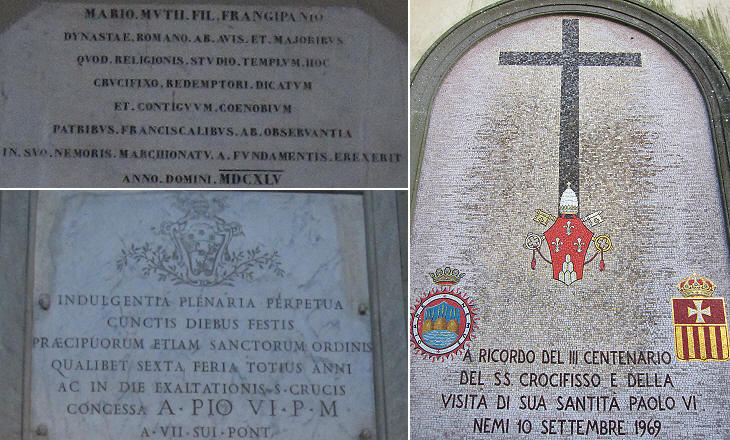 MARIO. MVTII. FIL. FRANGIPANIO
DYNASTAE. ROMANO. AB. AVIS. ET. MAJORIBVS
QVOD. RELIGIONIS. STVDIO. TEMPLVM. HOC
CRVCIFIXO. REDEMPTORI. DICATVM
ET. CONTIGVVM. COENOBIVM
PATRIBVS. FRANCISCALIBVS. AB. OBSERVANTIA
IN. SVO. NEMORIS. MARCHIONATV. A. FVNDAMENTIS. EREXERIT
ANNO. DOMINI. MDCXLV
INDULGENTIA PLENARIA PERPETUA
CUNCTIS DIEBUS FESTIS
PRÆCIPUORUM ÆTIAM SANCTORUM ORDINIS
QUALIBET SEXTA FERIA TOTIUS ANNI
AC IN DIE EXALTATIONIS·S·CRUCIS
CONCESSA A·PIO VI·P·M
A·VII·SUI·PONT·
A RICORDO DEL III CENTENARIO
DEL SS. CROCIFISSO E DELLA
VISITA DI SUA SANTITÀ PAOLO VI
NEMI 10 SETTEMBRE 1969